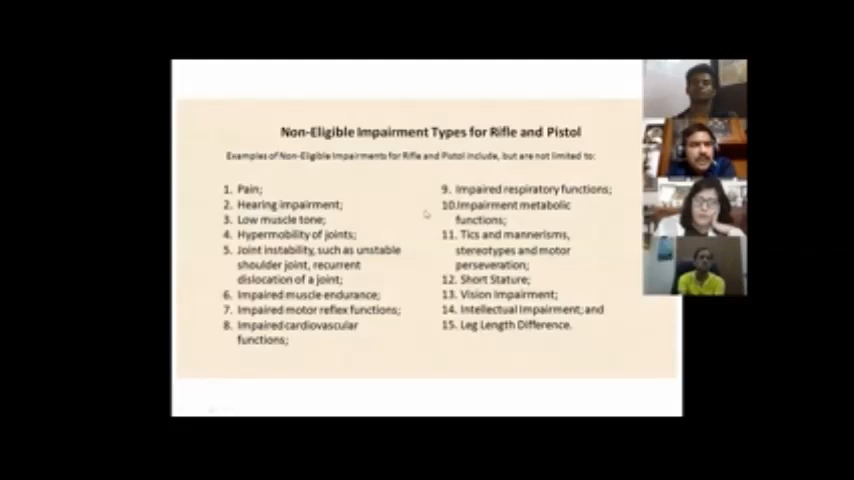 Non-Eligible Impairment Types for Rifle and Pistol
Examples of Non-Eligible Impairments for Rifle and Pistol include, but are not limited to:
1. Pain;
2. Hearing impairment;
3. Low muscle tone;
4. Hypermobility of joints;
5. Joint instability, such as unstable
shoulder joint, recurrent
dislocation of a joint;
6. Impaired muscle endurance;
7. Impaired motor reflex functions;
8. Impaired cardiovascular
functions;
9. Impaired respiratory functions;
10.Impairment metabolic
functions;
11. Tics and mannerisms,
stereotypes and motor
perseveration;
12. Short Stature;
13. Vision Impairment;
14. Intellectual Impairment; and
15. Leg Length Difference.